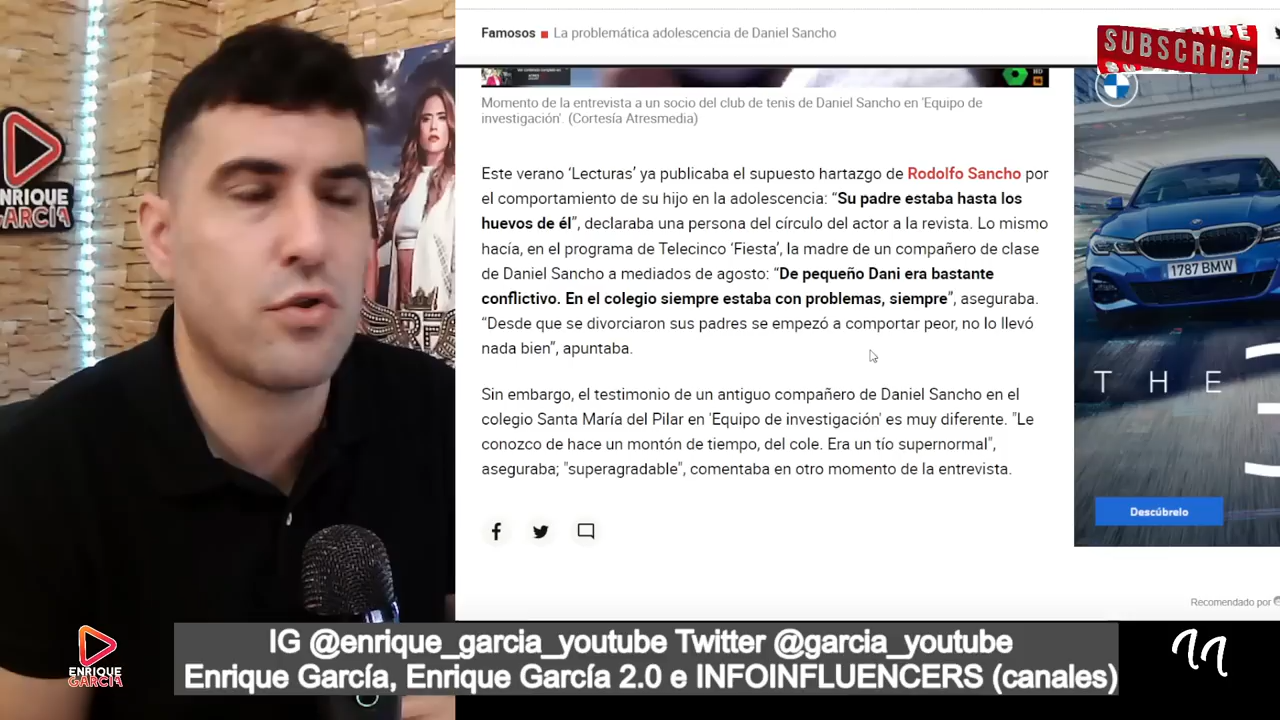 Famosos La problemática adolescencia de Daniel Sancho
SUBSCRIBE
Momento de la entrevista a un socio del club de tenis de Daniel Sancho en 'Equipo de
investigación'. (Cortesía Atresmedia)
Este verano ‘Lecturas’ ya publicaba el supuesto hartazgo de Rodolfo Sancho por
el comportamiento de su hijo en la adolescencia: “Su padre estaba hasta los
huevos de él”, declaraba una persona del círculo del actor a la revista. Lo mismo
hacía, en el programa de Telecinco ‘Fiesta’, la madre de un compañero de clase
de Daniel Sancho a mediados de agosto: “De pequeño Dani era bastante
conflictivo. En el colegio siempre estaba con problemas, siempre”, aseguraba.
“Desde que se divorciaron sus padres se empezó a comportar peor, no lo llevó
nada bien”, apuntaba.
Sin embargo, el testimonio de un antiguo compañero de Daniel Sancho en el
colegio Santa María del Pilar en 'Equipo de investigación' es muy diferente. "Le
conozco de hace un montón de tiempo, del cole. Era un tío supernormal",
aseguraba; "superagradable", comentaba en otro momento de la entrevista.
1787 BMW
THE 3
Descúbrelo
Recomendado por
ENRIQUE
GARCÍA
IG @enrique_garcia_youtube Twitter @garcia_youtube
Enrique García, Enrique García 2.0 e INFOINFLUENCERS (canales)
ENRIQUE
GARCÍA